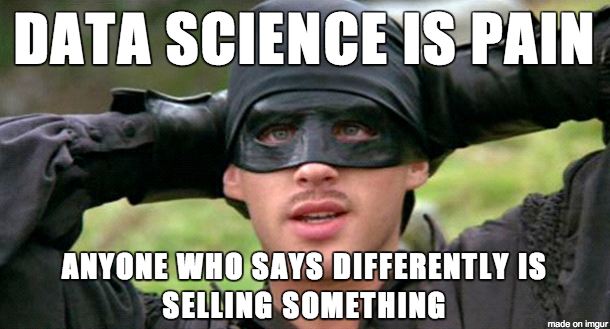 DATA SCIENCE IS PAIN
ANYONE WHO SAYS DIFFERENTLY IS
SELLING SOMETHING
made on imgur